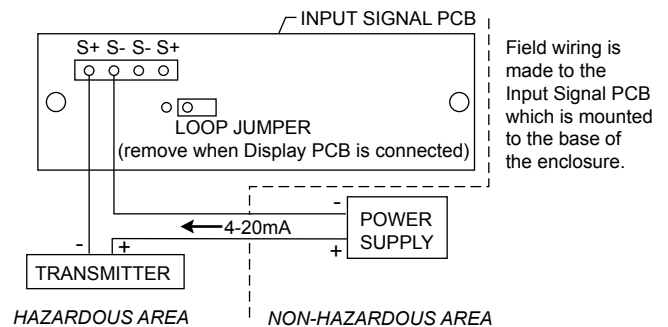 INPUT SIGNAL PCB
S+ S- S- S+
LOOP JUMPER
(remove when Display PCB is connected)
Field wiring is
made to the
Input Signal PCB
which is mounted
to the base of
the enclosure.
-
POWER
SUPPLY
+
4-20mA
- +
TRANSMITTER
HAZARDOUS AREA
NON-HAZARDOUS AREA